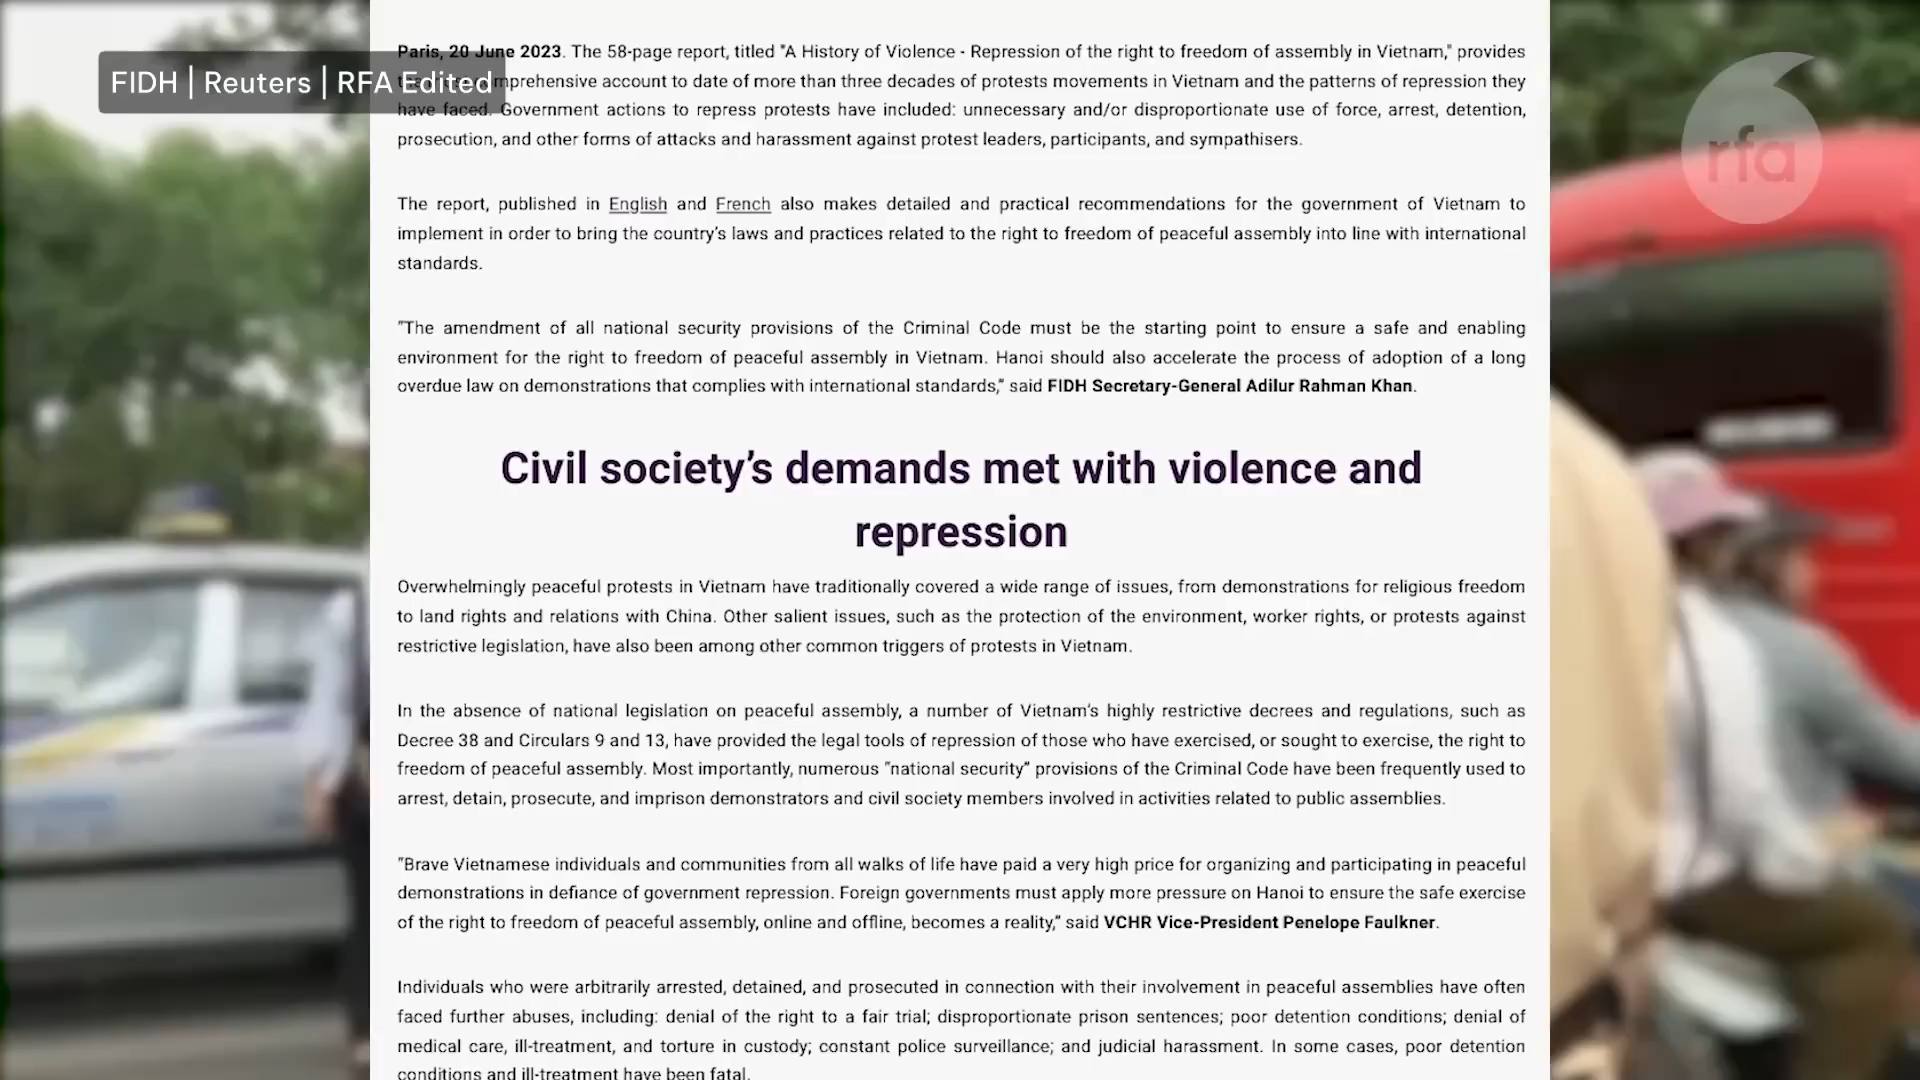 FIDH | Reuters | RFA Edited
rfa
Paris, 20 June 2023. The 58-page report, titled "A History of Violence - Repression of the right to freedom of assembly in Vietnam," provides
comprehensive account to date of more than three decades of protests movements in Vietnam and the patterns of repression they
have faced. Government actions to repress protests have included: unnecessary and/or disproportionate use of force, arrest, detention,
prosecution, and other forms of attacks and harassment against protest leaders, participants, and sympathisers.
The report, published in English and French also makes detailed and practical recommendations for the government of Vietnam to
implement in order to bring the country's laws and practices related to the right to freedom of peaceful assembly into line with international
standards.
"The amendment of all national security provisions of the Criminal Code must be the starting point to ensure a safe and enabling
environment for the right to freedom of peaceful assembly in Vietnam. Hanoi should also accelerate the process of adoption of a long
overdue law on demonstrations that complies with international standards," said FIDH Secretary-General Adilur Rahman Khan.
Civil society's demands met with violence and
repression
Overwhelmingly peaceful protests in Vietnam have traditionally covered a wide range of issues, from demonstrations for religious freedom
to land rights and relations with China. Other salient issues, such as the protection of the environment, worker rights, or protests against
restrictive legislation, have also been among other common triggers of protests in Vietnam.
In the absence of national legislation on peaceful assembly, a number of Vietnam's highly restrictive decrees and regulations, such as
Decree 38 and Circulars 9 and 13, have provided the legal tools of repression of those who have exercised, or sought to exercise, the right to
freedom of peaceful assembly. Most importantly, numerous "national security" provisions of the Criminal Code have been frequently used to
arrest, detain, prosecute, and imprison demonstrators and civil society members involved in activities related to public assemblies.
"Brave Vietnamese individuals and communities from all walks of life have paid a very high price for organizing and participating in peaceful
demonstrations in defiance of government repression. Foreign governments must apply more pressure on Hanoi to ensure the safe exercise
of the right to freedom of peaceful assembly, online and offline, becomes a reality," said VCHR Vice-President Penelope Faulkner.
Individuals who were arbitrarily arrested, detained, and prosecuted in connection with their involvement in peaceful assemblies have often
faced further abuses, including: denial of the right to a fair trial; disproportionate prison sentences; poor detention conditions; denial of
medical care, ill-treatment, and torture in custody; constant police surveillance; and judicial harassment. In some cases, poor detention
conditions and ill-treatment have been fatal.